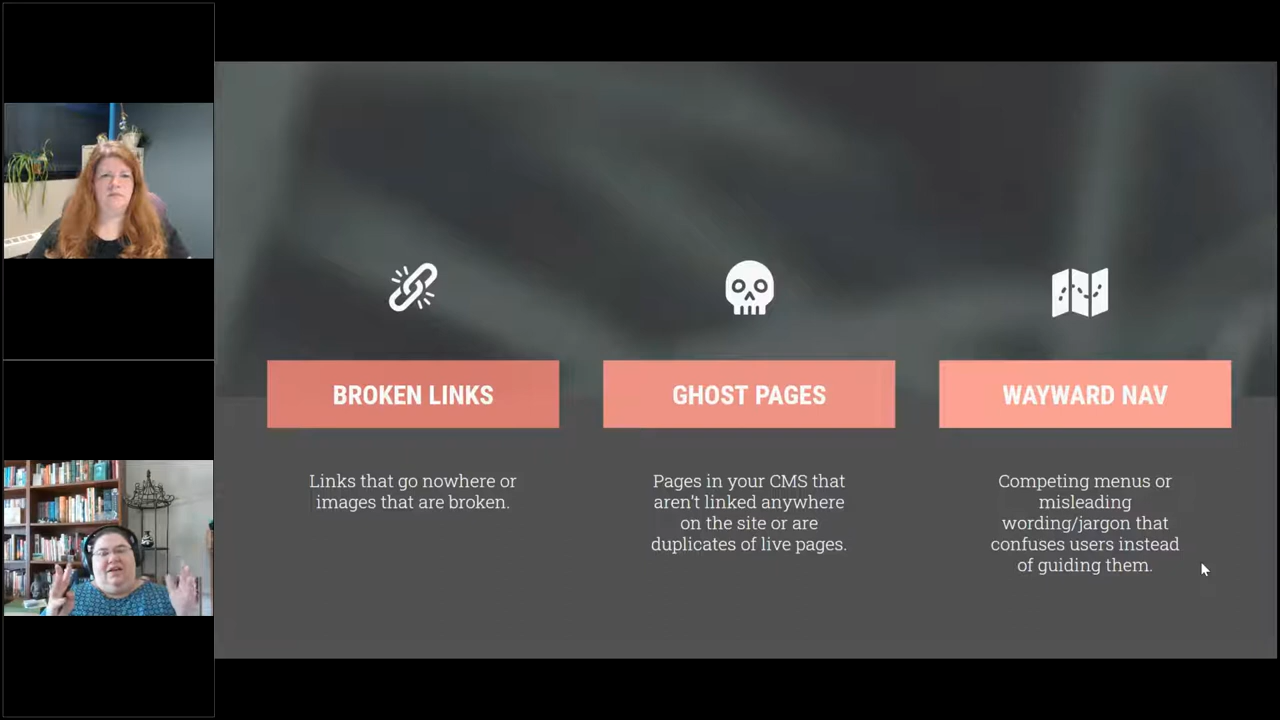 BROKEN LINKS
Links that go nowhere or
images that are broken.
GHOST PAGES
Pages in your CMS that
aren't linked anywhere
on the site or are
duplicates of live pages.
WAYWARD NAV
Competing menus or
misleading
wording/jargon that
confuses users instead
of guiding them.